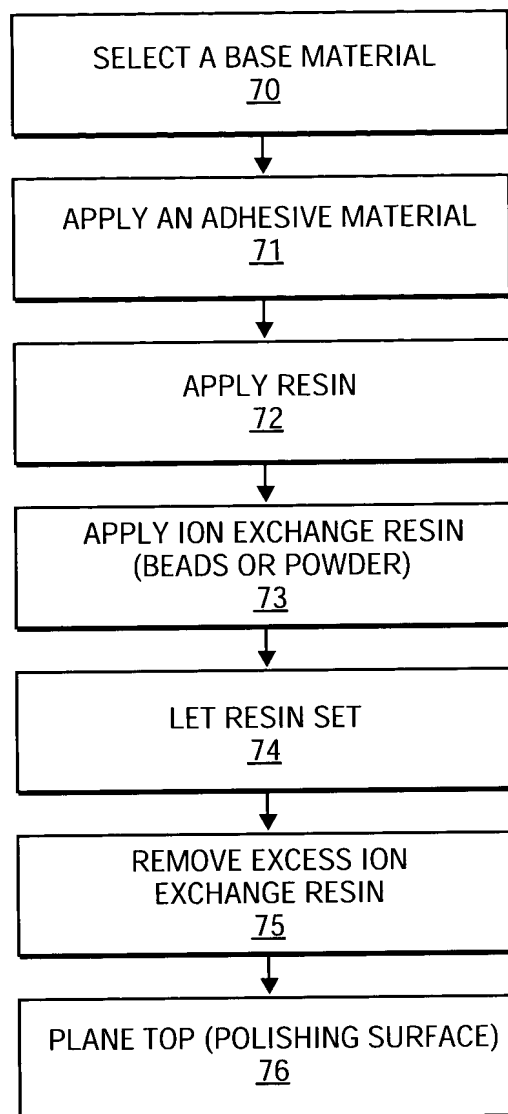 SELECT A BASE MATERIAL
70
APPLY AN ADHESIVE MATERIAL
71
APPLY RESIN
72
APPLY ION EXCHANGE RESIN
(BEADS OR POWDER)
73
LET RESIN SET
74
REMOVE EXCESS ION
EXCHANGE RESIN
75
PLANE TOP (POLISHING SURFACE)
76